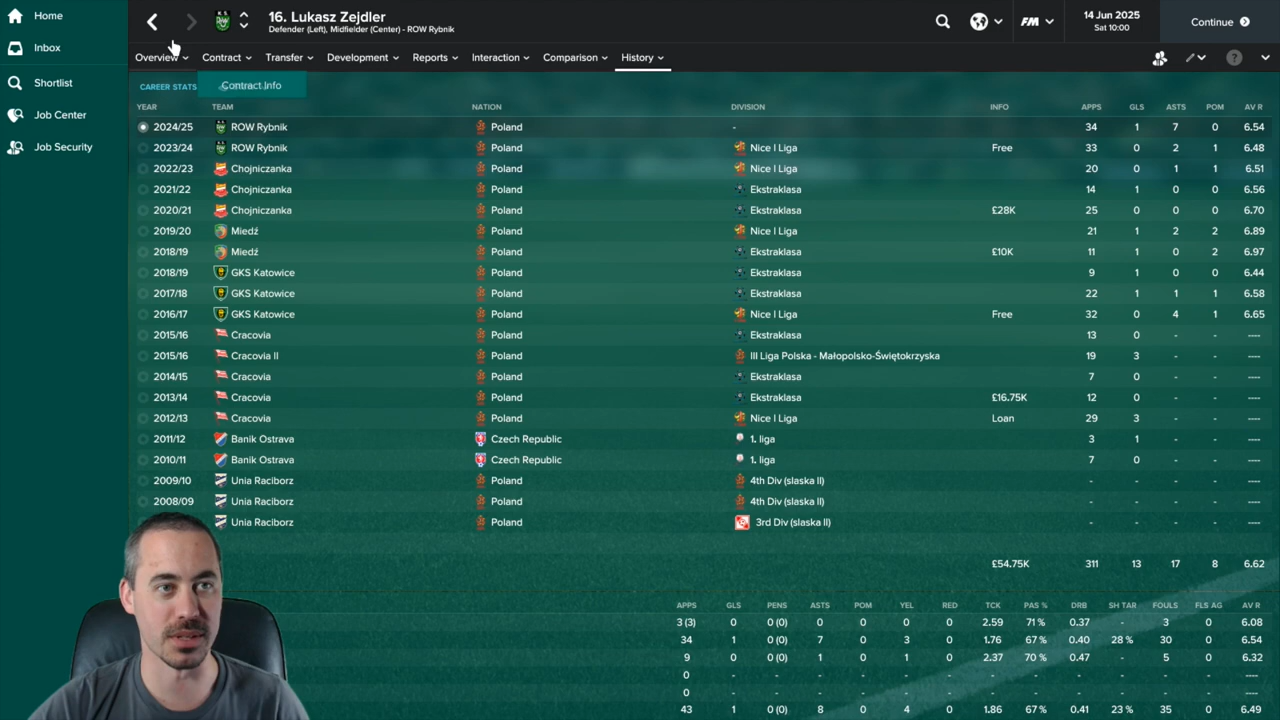 Home
Inbox
Shortlist
Job Center
Job Security
16. Lukasz Zejdler
Defender (Left), Midfielder (Center) - ROW Rybnik
FM
14 Jun 2025
Sat 10:00
Continue
Overview Contract Transfer Development Reports Interaction Comparison History
CAREER STATS
Contract Info
YEAR TEAM NATION DIVISION INFO APPS GLS ASTS POM AV R
2024/25 ROW Rybnik Poland - 34 1 7 0 6.54
2023/24 ROW Rybnik Poland Nice I Liga Free 33 0 2 1 6.48
2022/23 Chojniczanka Poland Nice I Liga 20 0 1 1 6.51
2021/22 Chojniczanka Poland Ekstraklasa 14 1 0 0 6.56
2020/21 Chojniczanka Poland Ekstraklasa £28K 25 0 0 0 6.70
2019/20 Miedź Poland Nice I Liga 21 1 2 2 6.89
2018/19 Miedź Poland Ekstraklasa £10K 11 1 0 2 6.97
2018/19 GKS Katowice Poland Ekstraklasa 9 1 0 0 6.44
2017/18 GKS Katowice Poland Ekstraklasa 22 1 1 1 6.58
2016/17 GKS Katowice Poland Nice I Liga Free 32 0 4 1 6.65
2015/16 Cracovia Poland Ekstraklasa 13 0 - - ----
2015/16 Cracovia II Poland III Liga Polska - Małopolsko-Świętokrzyska 19 3 - - ----
2014/15 Cracovia Poland Ekstraklasa 7 0 - - ----
2013/14 Cracovia Poland Ekstraklasa £16.75K 12 0 - - ----
2012/13 Cracovia Poland Nice I Liga Loan 29 3 - - ----
2011/12 Baník Ostrava Czech Republic 1. liga 3 1 - - ----
2010/11 Baník Ostrava Czech Republic 1. liga 7 0 - - ----
2009/10 Unia Raciborz Poland 4th Div (slaska II) - - - - ----
2008/09 Unia Raciborz Poland 4th Div (slaska II) - - - - ----
Unia Raciborz Poland 3rd Div (slaska II) - - - - ----
£54.75K 311 13 17 8 6.62
APPS GLS PENS ASTS POM YEL RED TCK PAS % DRB SH TAR FOULS FLS AG AV R
3 (3) 0 0 (0) 0 0 0 0 2.59 71 % 0.37 - 3 0 6.08
34 1 0 (0) 7 0 3 0 1.76 67 % 0.40 28 % 30 0 6.54
9 0 0 (0) 1 0 1 0 2.37 70 % 0.47 - 5 0 6.32
0 - - - - - - - - - - - - ----
0 - - - - - - - - - - - - ----
43 1 0 (0) 8 0 4 0 1.86 67 % 0.41 23 % 35 0 6.49